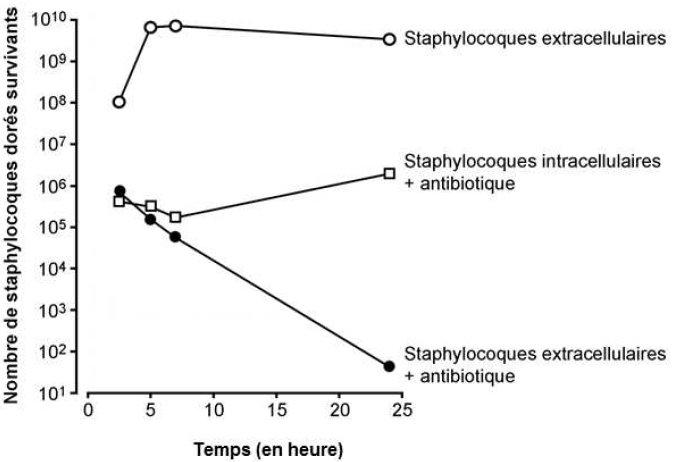 Nombre de staphylocoques dorés survivants
10¹⁰
10⁹
10⁸
10⁷
10⁶
10⁵
10⁴
10³
10²
10¹
Staphylocoques extracellulaires
Staphylocoques intracellulaires
+ antibiotique
Staphylocoques extracellulaires
+ antibiotique
0 5 10 15 20 25
Temps (en heure)